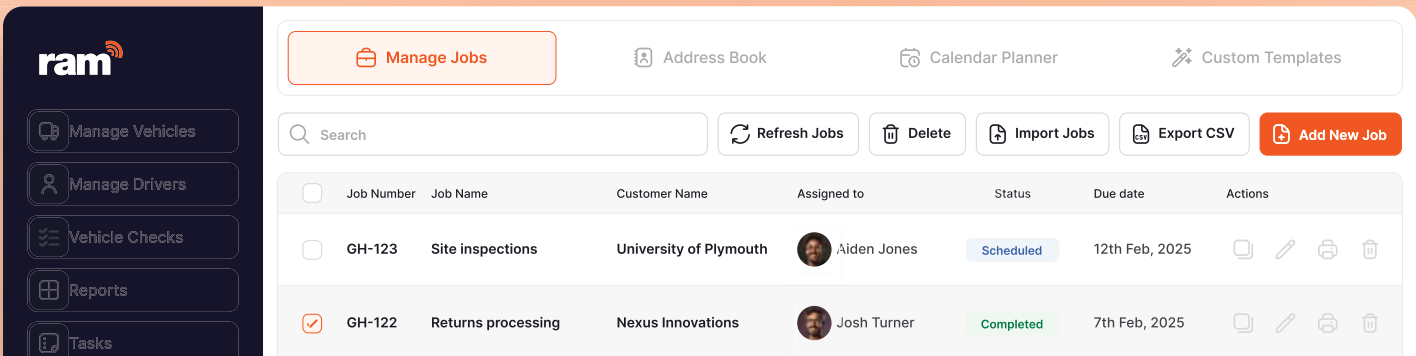 ram
Manage Vehicles
Manage Drivers
Vehicle Checks
Reports
Tasks
Manage Jobs Address Book Calendar Planner Custom Templates
Search Refresh Jobs Delete Import Jobs CSV Export CSV Add New Job
Job Number Job Name Customer Name Assigned to Status Due date Actions
GH-123 Site inspections University of Plymouth Aiden Jones Scheduled 12th Feb, 2025
GH-122 Returns processing Nexus Innovations Josh Turner Completed 7th Feb, 2025